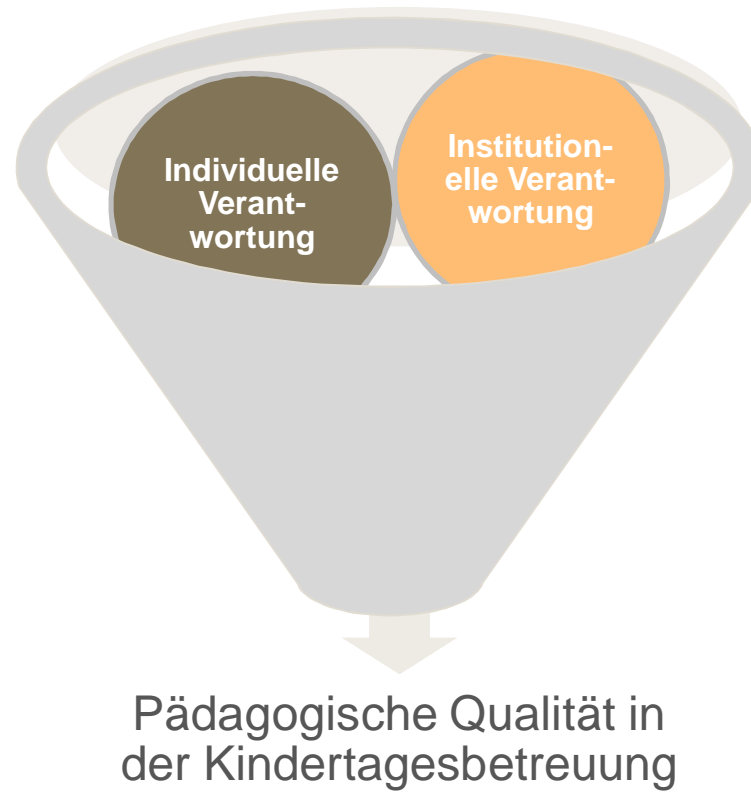 Individuelle
Verant-
wortung
Institution-
elle Verant-
wortung
Pädagogische Qualität in
der Kindertagesbetreuung